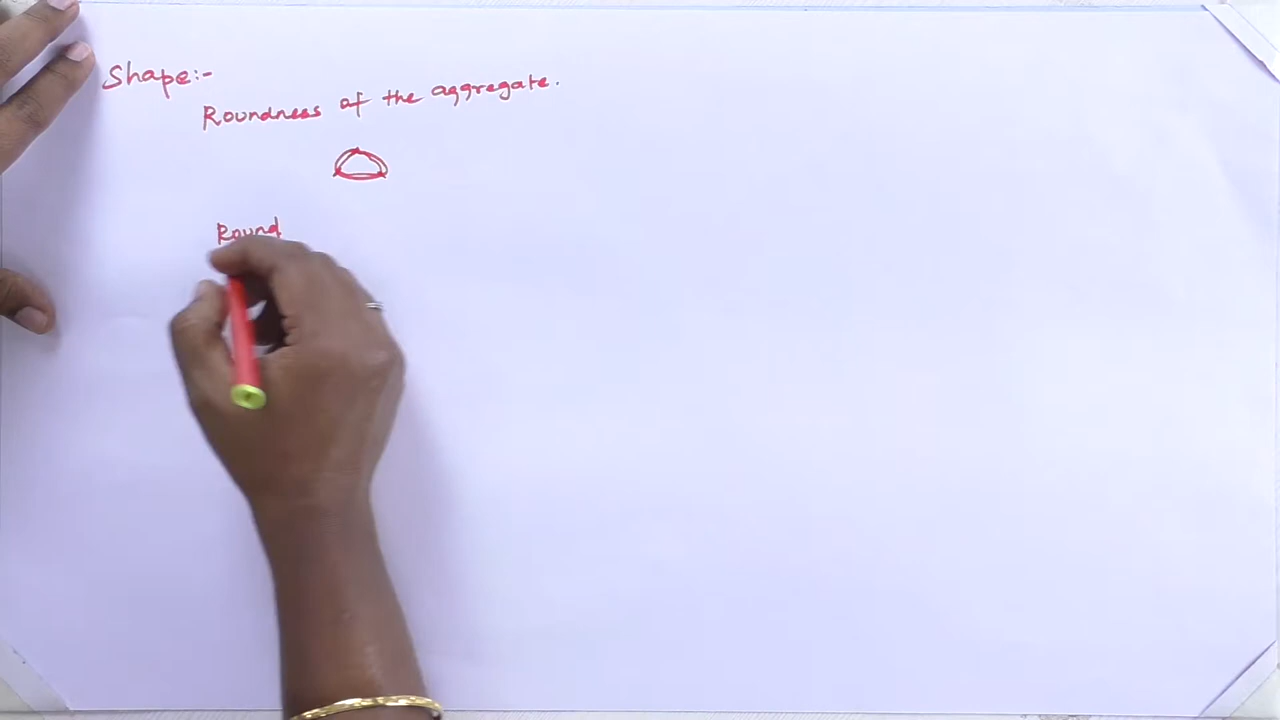 Shape:-
Roundness of the aggregate.
Round